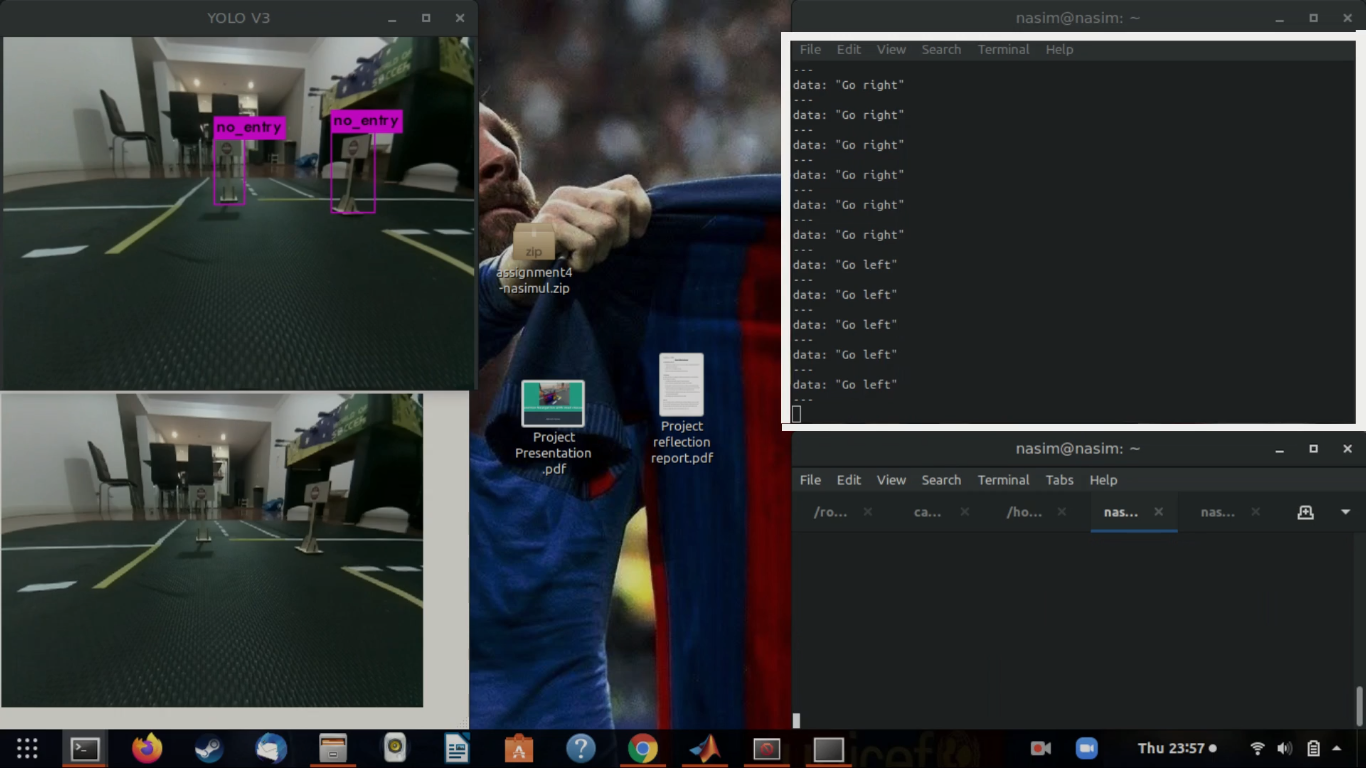 YOLO V3
no_entry
no_entry
zip
assignment4
-nasimul.zip
Project
Presentation
.pdf
Project
reflection
report.pdf
nasim@nasim: ~
File Edit View Search Terminal Help
---
data: "Go right"
---
data: "Go right"
---
data: "Go right"
---
data: "Go right"
---
data: "Go right"
---
data: "Go right"
---
data: "Go left"
---
data: "Go left"
---
data: "Go left"
---
data: "Go left"
---
data: "Go left"
---
nasim@nasim: ~
File Edit View Search Terminal Tabs Help
/ro... ca... /ho... nas... nas...
Thu 23:57